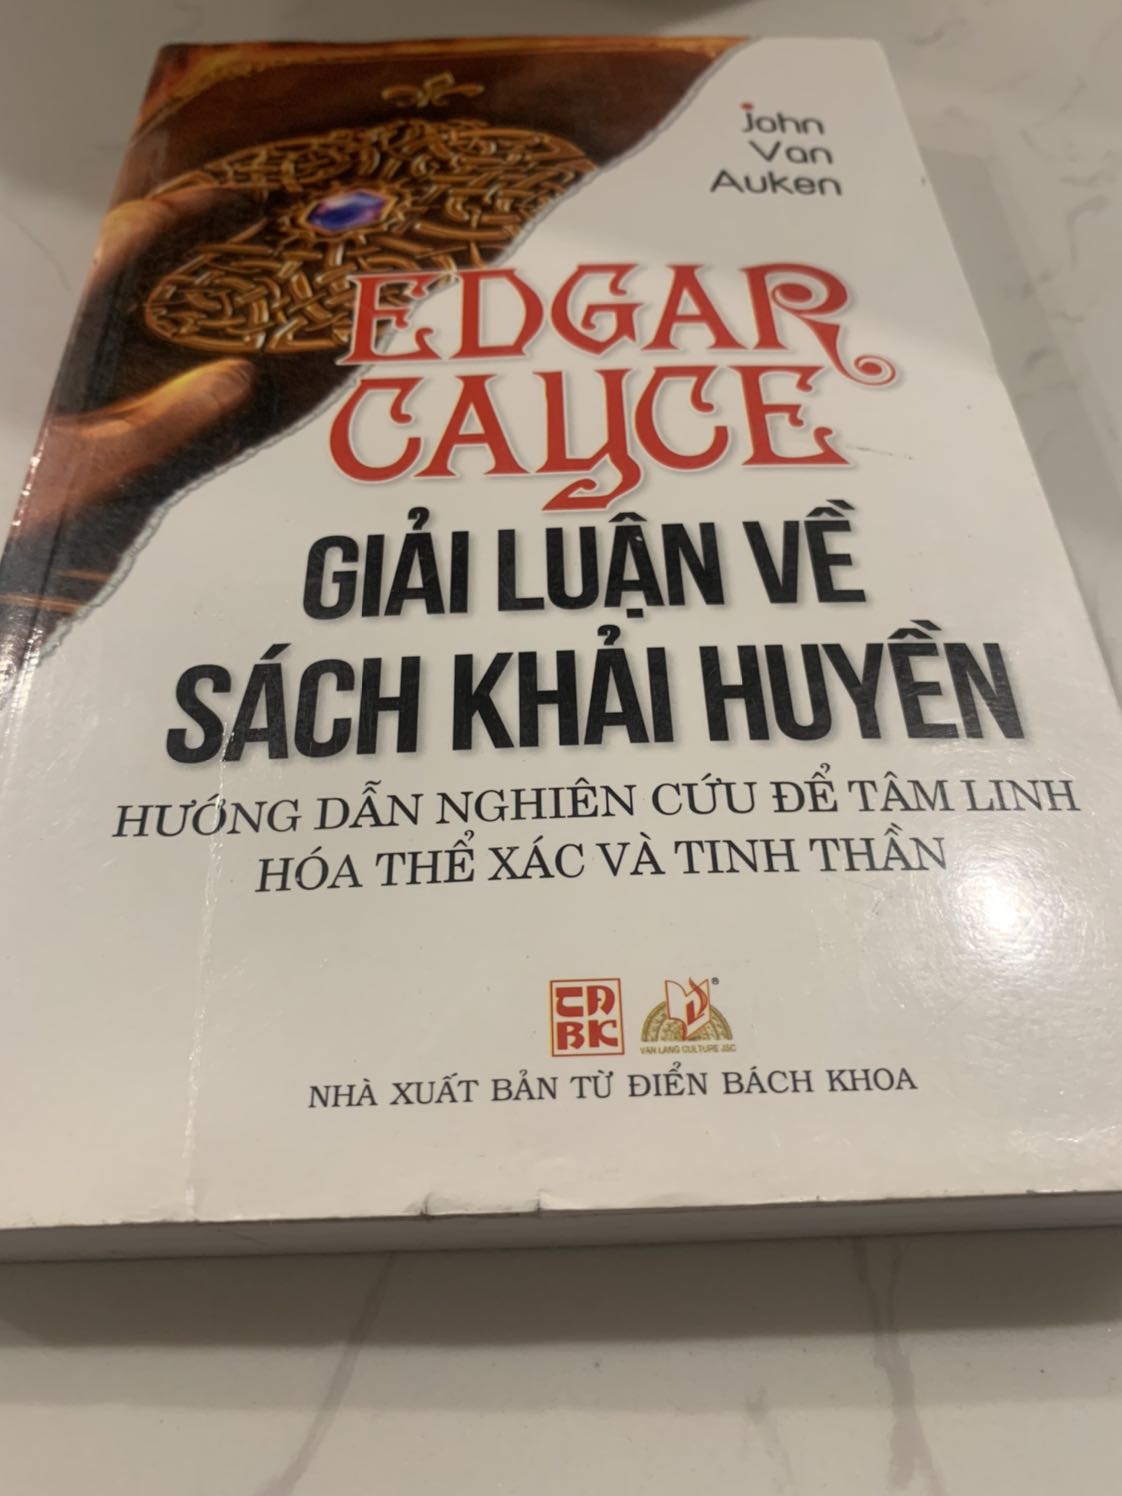 John
Van
Auken
EDGAR
CAYCE
GIẢI LUẬN VỀ
SÁCH KHẢI HUYỀN
HƯỚNG DẪN NGHIÊN CỨU ĐỂ TÂM LINH
HÓA THỂ XÁC VÀ TINH THẦN
TĐ
BK
®
VAN LANG CULTURE JSC
NHÀ XUẤT BẢN TỪ ĐIỂN BÁCH KHOA